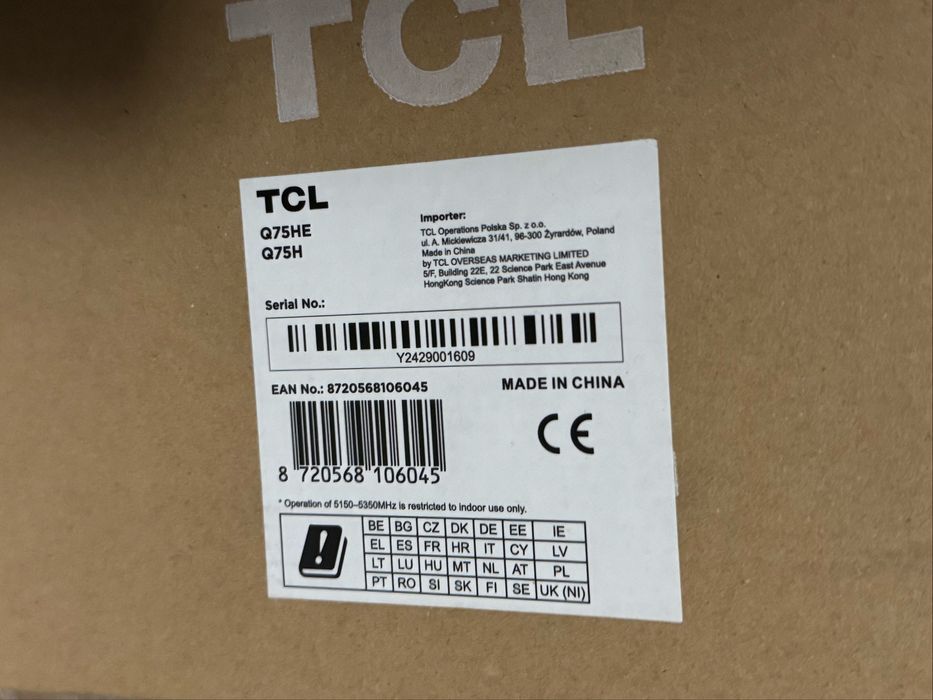 TCL
TCL
Q75HE
Q75H
Importer:
TCL Operations Polska Sp. z o.o.
ul. A. Mickiewicza 31/41, 96-300 Żyrardów, Poland
Made in China
by TCL OVERSEAS MARKETING LIMITED
5/F, Building 22E, 22 Science Park East Avenue
HongKong Science Park Shatin Hong Kong
Serial No.:
Y2429001609
EAN No.: 8720568106045
MADE IN CHINA
CE
8 720568 106045
* Operation of 5150–5350MHz is restricted to indoor use only.
BE BG CZ DK DE EE IE
EL ES FR HR IT CY LV
LT LU HU MT NL AT PL
PT RO SI SK FI SE UK (NI)